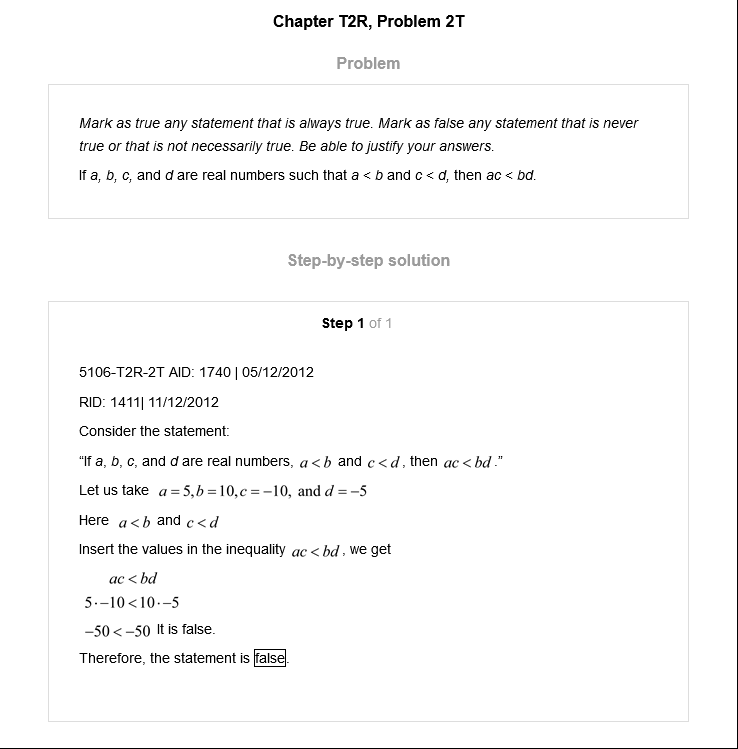 Chapter T2R, Problem 2T
Problem
Mark as true any statement that is always true. Mark as false any statement that is never
true or that is not necessarily true. Be able to justify your answers.
If a, b, c, and d are real numbers such that a < b and c < d, then ac < bd.
Step-by-step solution
Step 1 of 1
5106-T2R-2T AID: 1740 | 05/12/2012
RID: 1411| 11/12/2012
Consider the statement:
“If a, b, c, and d are real numbers, a < b and c < d, then ac < bd.”
Let us take a = 5, b = 10, c = −10, and d = −5
Here a < b and c < d
Insert the values in the inequality ac < bd, we get
ac < bd
5·−10 < 10·−5
−50 < −50 It is false.
Therefore, the statement is false.